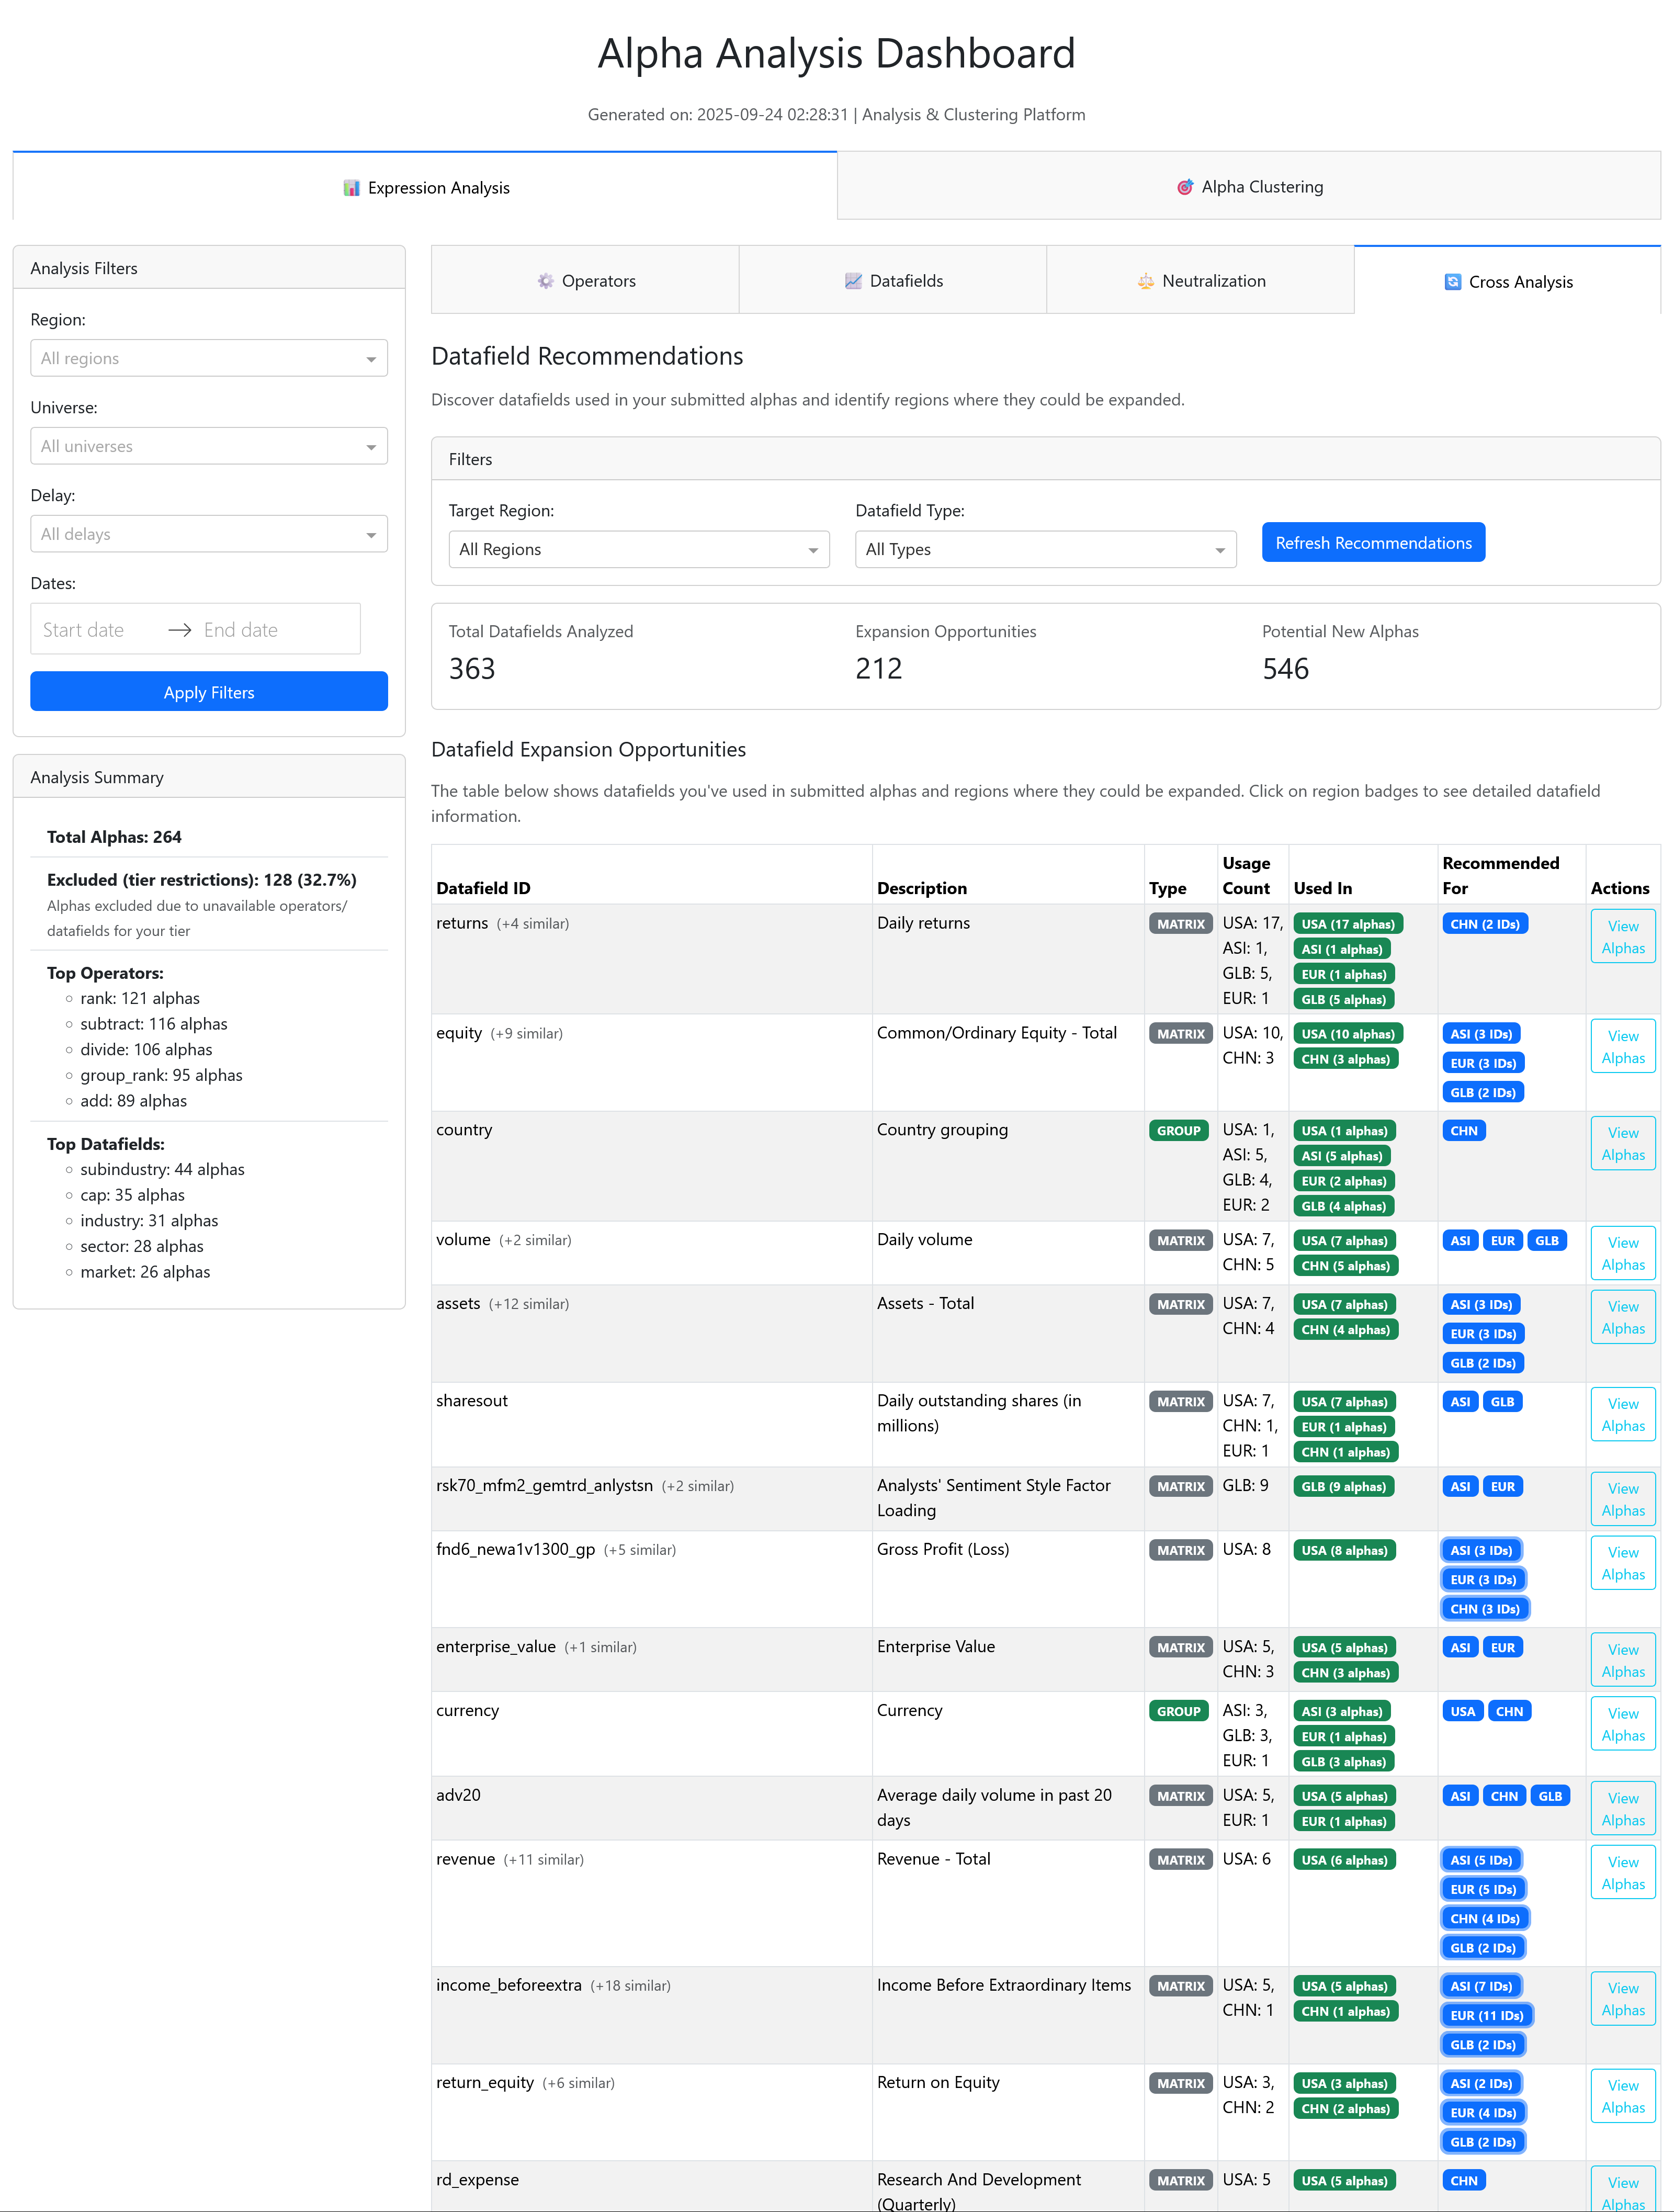 Alpha Analysis Dashboard
Generated on: 2025-09-24 02:28:31 | Analysis & Clustering Platform
Expression Analysis
Alpha Clustering
Analysis Filters
Region:
All regions
Universe:
All universes
Delay:
All delays
Dates:
Start date → End date
Apply Filters
Analysis Summary
Total Alphas: 264
Excluded (tier restrictions): 128 (32.7%)
Alphas excluded due to unavailable operators/
datafields for your tier
Top Operators:
rank: 121 alphas
subtract: 116 alphas
divide: 106 alphas
group_rank: 95 alphas
add: 89 alphas
Top Datafields:
subindustry: 44 alphas
cap: 35 alphas
industry: 31 alphas
sector: 28 alphas
market: 26 alphas
Operators
Datafields
Neutralization
Cross Analysis
Datafield Recommendations
Discover datafields used in your submitted alphas and identify regions where they could be expanded.
Filters
Target Region:
All Regions
Datafield Type:
All Types
Refresh Recommendations
Total Datafields Analyzed
363
Expansion Opportunities
212
Potential New Alphas
546
Datafield Expansion Opportunities
The table below shows datafields you've used in submitted alphas and regions where they could be expanded. Click on region badges to see detailed datafield
information.
Datafield ID
Description
Type
Usage
Count
Used In
Recommended
For
Actions
returns (+4 similar)
Daily returns
MATRIX
USA: 17,
ASI: 1,
GLB: 5,
EUR: 1
USA (17 alphas)
ASI (1 alphas)
EUR (1 alphas)
GLB (5 alphas)
CHN (2 IDs)
View
Alphas
equity (+9 similar)
Common/Ordinary Equity - Total
MATRIX
USA: 10,
CHN: 3
USA (10 alphas)
CHN (3 alphas)
ASI (3 IDs)
EUR (3 IDs)
GLB (2 IDs)
View
Alphas
country
Country grouping
GROUP
USA: 1,
ASI: 5,
GLB: 4,
EUR: 2
USA (1 alphas)
ASI (5 alphas)
EUR (2 alphas)
GLB (4 alphas)
CHN
View
Alphas
volume (+2 similar)
Daily volume
MATRIX
USA: 7,
CHN: 5
USA (7 alphas)
CHN (5 alphas)
ASI EUR GLB
View
Alphas
assets (+12 similar)
Assets - Total
MATRIX
USA: 7,
CHN: 4
USA (7 alphas)
CHN (4 alphas)
ASI (3 IDs)
EUR (3 IDs)
GLB (2 IDs)
View
Alphas
sharesout
Daily outstanding shares (in
millions)
MATRIX
USA: 7,
CHN: 1,
EUR: 1
USA (7 alphas)
EUR (1 alphas)
CHN (1 alphas)
ASI GLB
View
Alphas
rsk70_mfm2_gemtrd_anlystsn (+2 similar)
Analysts' Sentiment Style Factor
Loading
MATRIX
GLB: 9
GLB (9 alphas)
ASI EUR
View
Alphas
fnd6_newa1v1300_gp (+5 similar)
Gross Profit (Loss)
MATRIX
USA: 8
USA (8 alphas)
ASI (3 IDs)
EUR (3 IDs)
CHN (3 IDs)
View
Alphas
enterprise_value (+1 similar)
Enterprise Value
MATRIX
USA: 5,
CHN: 3
USA (5 alphas)
CHN (3 alphas)
ASI EUR
View
Alphas
currency
Currency
GROUP
ASI: 3,
GLB: 3,
EUR: 1
ASI (3 alphas)
EUR (1 alphas)
GLB (3 alphas)
USA CHN
View
Alphas
adv20
Average daily volume in past 20
days
MATRIX
USA: 5,
EUR: 1
USA (5 alphas)
EUR (1 alphas)
ASI CHN GLB
View
Alphas
revenue (+11 similar)
Revenue - Total
MATRIX
USA: 6
USA (6 alphas)
ASI (5 IDs)
EUR (5 IDs)
CHN (4 IDs)
GLB (2 IDs)
View
Alphas
income_beforeextra (+18 similar)
Income Before Extraordinary Items
MATRIX
USA: 5,
CHN: 1
USA (5 alphas)
CHN (1 alphas)
ASI (7 IDs)
EUR (11 IDs)
GLB (2 IDs)
View
Alphas
return_equity (+6 similar)
Return on Equity
MATRIX
USA: 3,
CHN: 2
USA (3 alphas)
CHN (2 alphas)
ASI (2 IDs)
EUR (4 IDs)
GLB (2 IDs)
View
Alphas
rd_expense
Research And Development
(Quarterly)
MATRIX
USA: 5
USA (5 alphas)
CHN
View
Alphas